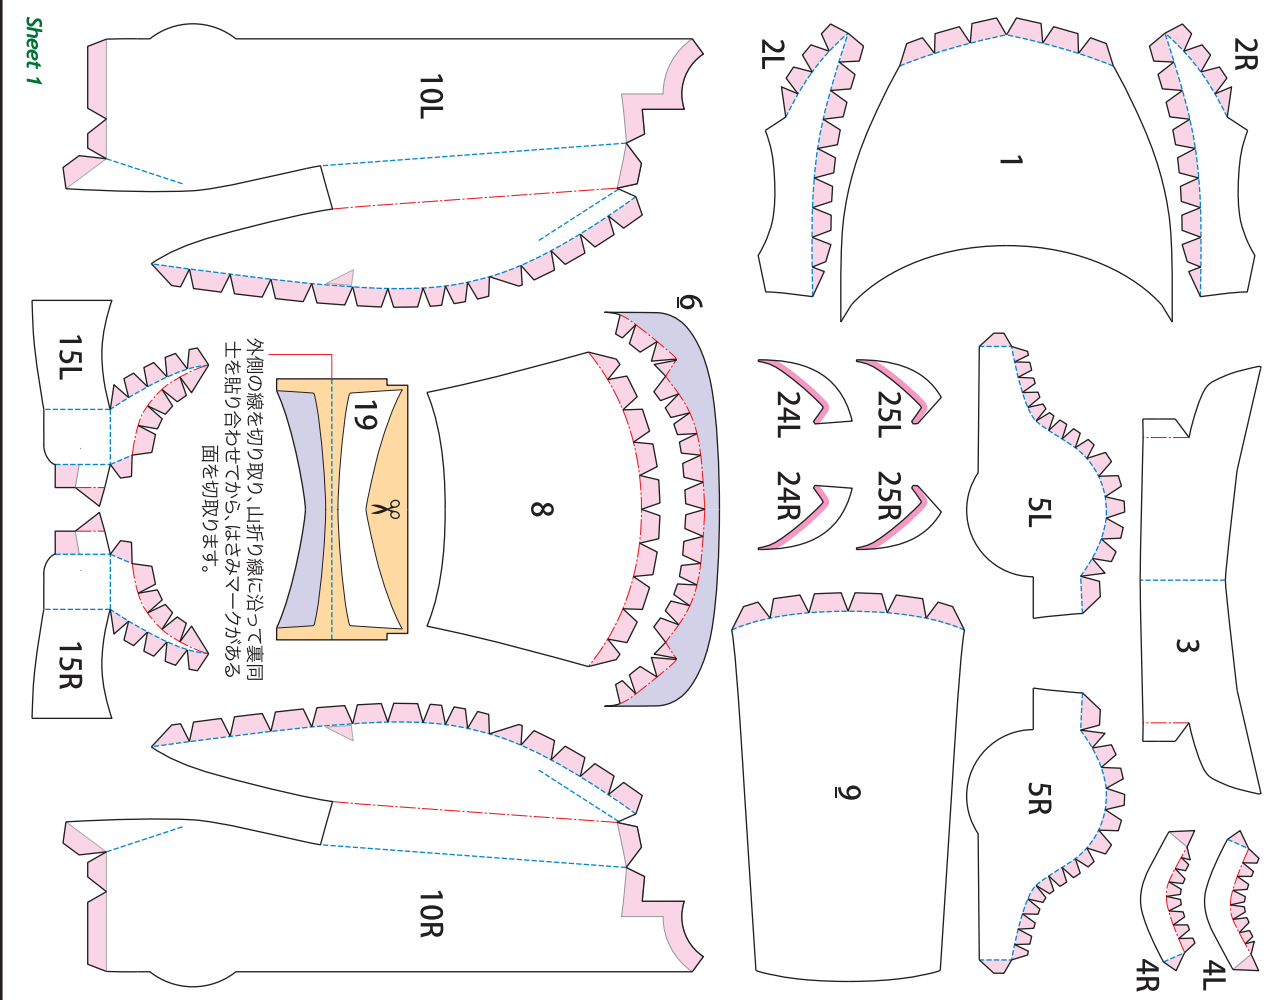 Sheet 1
10L
2L
1
2R
6
15L
19
8
24L
25L
5L
3
外側の線を切り取り、山折り線に沿って裏同
士を貼り合わせてから、はさみマークがある
面を切取ります。
24R
25R
15R
9
5R
10R
4R
4L